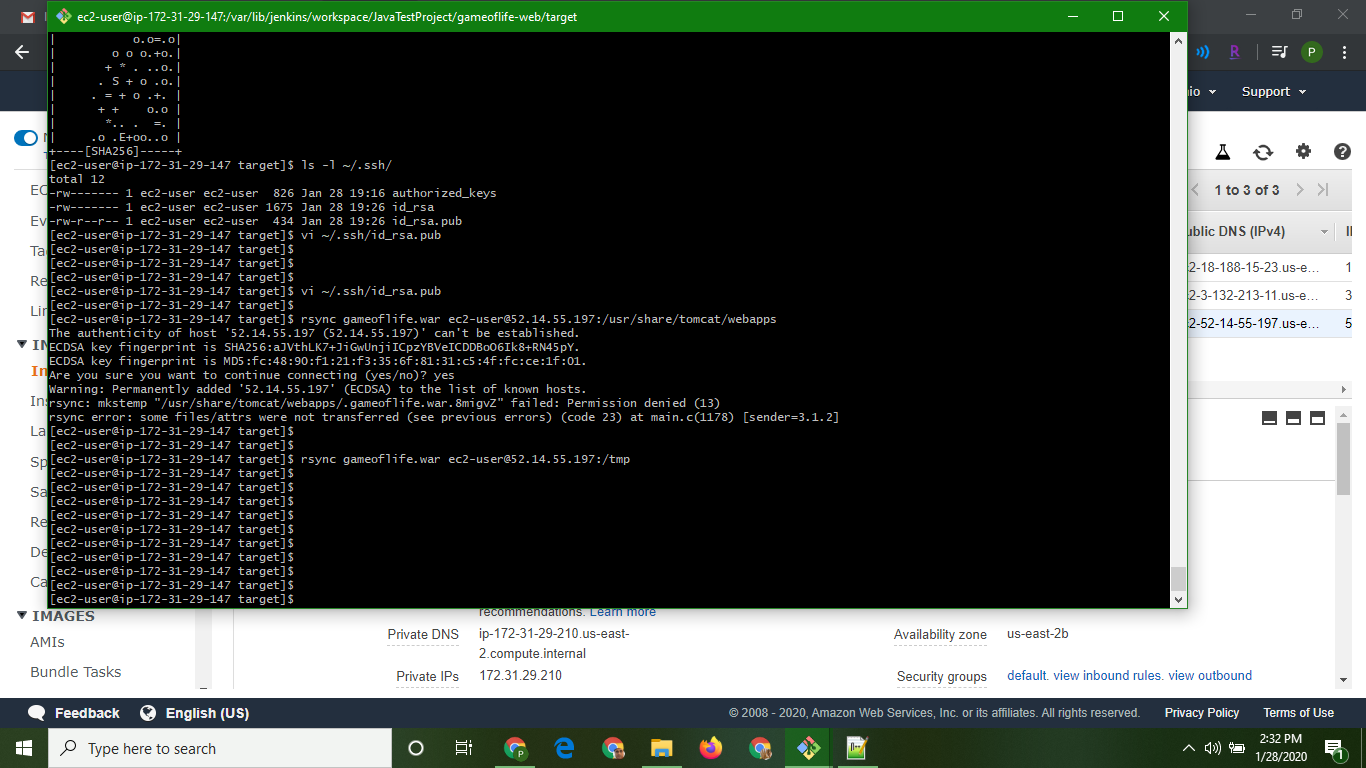 ec2-user@ip-172-31-29-147:/var/lib/jenkins/workspace/JavaTestProject/gameoflife-web/target
| o.o=.o|
| o o o.+o.|
| + * . ..o.|
| . S + o .o.|
| . = + o .+. |
| + + o.o |
| *.. . =. |
| .o .E+oo..o |
+----[SHA256]-----+
[ec2-user@ip-172-31-29-147 target]$ ls -l ~/.ssh/
total 12
-rw------- 1 ec2-user ec2-user 826 Jan 28 19:16 authorized_keys
-rw------- 1 ec2-user ec2-user 1675 Jan 28 19:26 id_rsa
-rw-r--r-- 1 ec2-user ec2-user 434 Jan 28 19:26 id_rsa.pub
[ec2-user@ip-172-31-29-147 target]$ vi ~/.ssh/id_rsa.pub
[ec2-user@ip-172-31-29-147 target]$
[ec2-user@ip-172-31-29-147 target]$
[ec2-user@ip-172-31-29-147 target]$
[ec2-user@ip-172-31-29-147 target]$ vi ~/.ssh/id_rsa.pub
[ec2-user@ip-172-31-29-147 target]$
[ec2-user@ip-172-31-29-147 target]$ rsync gameoflife.war ec2-user@52.14.55.197:/usr/share/tomcat/webapps
The authenticity of host '52.14.55.197 (52.14.55.197)' can't be established.
ECDSA key fingerprint is SHA256:aJVthLK7+JiGwUnjiICpzYBVeICDDBoO6Ik8+RN45pY.
ECDSA key fingerprint is MD5:fc:48:90:f1:21:f3:35:6f:81:31:c5:4f:fc:ce:1f:01.
Are you sure you want to continue connecting (yes/no)? yes
Warning: Permanently added '52.14.55.197' (ECDSA) to the list of known hosts.
rsync: mkstemp "/usr/share/tomcat/webapps/.gameoflife.war.8migvZ" failed: Permission denied (13)
rsync error: some files/attrs were not transferred (see previous errors) (code 23) at main.c(1178) [sender=3.1.2]
[ec2-user@ip-172-31-29-147 target]$
[ec2-user@ip-172-31-29-147 target]$
[ec2-user@ip-172-31-29-147 target]$ rsync gameoflife.war ec2-user@52.14.55.197:/tmp
[ec2-user@ip-172-31-29-147 target]$
[ec2-user@ip-172-31-29-147 target]$
[ec2-user@ip-172-31-29-147 target]$
[ec2-user@ip-172-31-29-147 target]$
[ec2-user@ip-172-31-29-147 target]$
[ec2-user@ip-172-31-29-147 target]$
[ec2-user@ip-172-31-29-147 target]$
[ec2-user@ip-172-31-29-147 target]$
[ec2-user@ip-172-31-29-147 target]$
[ec2-user@ip-172-31-29-147 target]$
R P
io Support
1 to 3 of 3
ublic DNS (IPv4)
2-18-188-15-23.us-e... 1
2-3-132-213-11.us-e... 3
2-52-14-55-197.us-e... 5
EC
Ev
Ta
Re
Lin
IN
In
In
La
Sp
Sa
Re
De
Ca
IMAGES
AMIs
Bundle Tasks
recommendations. Learn more
Private DNS ip-172-31-29-210.us-east-
2.compute.internal
Private IPs 172.31.29.210
Availability zone us-east-2b
Security groups default. view inbound rules. view outbound
Feedback English (US)
© 2008 - 2020, Amazon Web Services, Inc. or its affiliates. All rights reserved. Privacy Policy Terms of Use
Type here to search
2:32 PM
1/28/2020
1